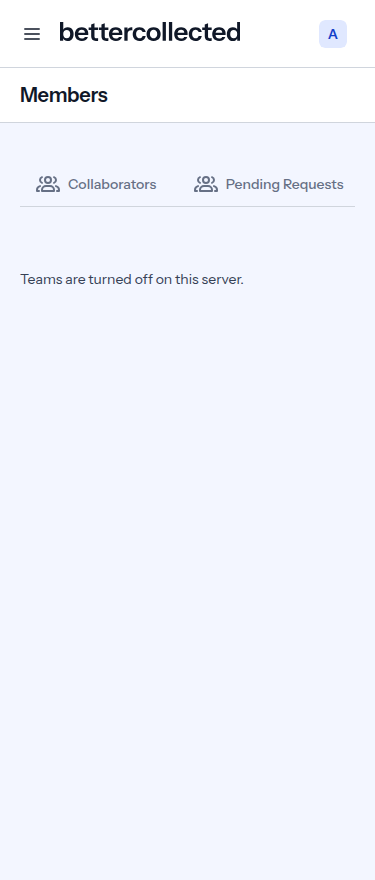 bettercollected
A
Members
Collaborators
Pending Requests
Teams are turned off on this server.